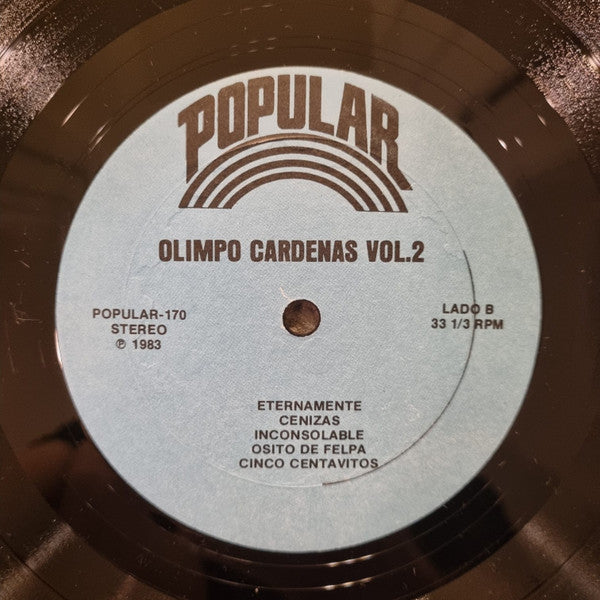 POPULAR
OLIMPO CARDENAS VOL.2
POPULAR-170
STEREO
℗ 1983
LADO B
33 1/3 RPM
ETERNAMENTE
CENIZAS
INCONSOLABLE
OSITO DE FELPA
CINCO CENTAVITOS